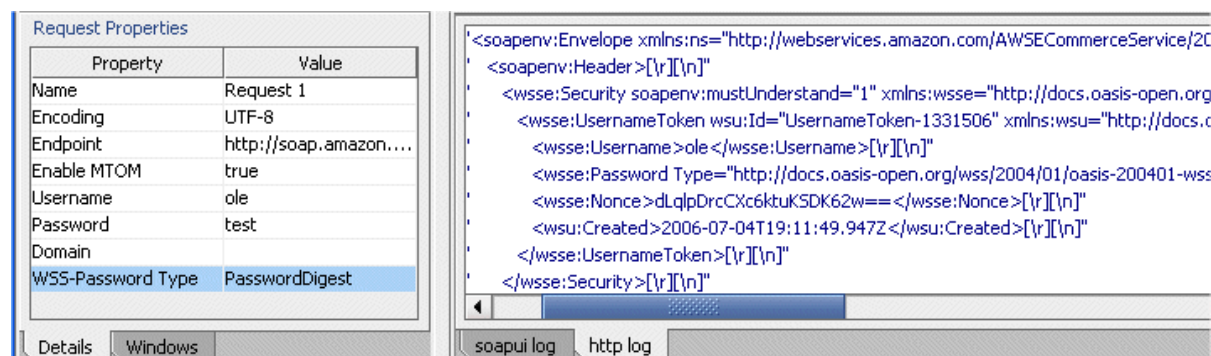 Request Properties
Property Value
Name Request 1
Encoding UTF-8
Endpoint http://soap.amazon....
Enable MTOM true
Username ole
Password test
Domain
WSS-Password Type PasswordDigest
Details Windows
'<soapenv:Envelope xmlns:ns="http://webservices.amazon.com/AWSECommerceService/20
' <soapenv:Header>[\r][\n]"
' <wsse:Security soapenv:mustUnderstand="1" xmlns:wsse="http://docs.oasis-open.org
' <wsse:UsernameToken wsu:Id="UsernameToken-1331506" xmlns:wsu="http://docs.o
' <wsse:Username>ole</wsse:Username>[\r][\n]"
' <wsse:Password Type="http://docs.oasis-open.org/wss/2004/01/oasis-200401-wss
' <wsse:Nonce>dLqlpDrcCXc6ktuKSDK62w==</wsse:Nonce>[\r][\n]"
' <wsu:Created>2006-07-04T19:11:49.947Z</wsu:Created>[\r][\n]"
' </wsse:UsernameToken>[\r][\n]"
' </wsse:Security>[\r][\n]"
soapui log http log